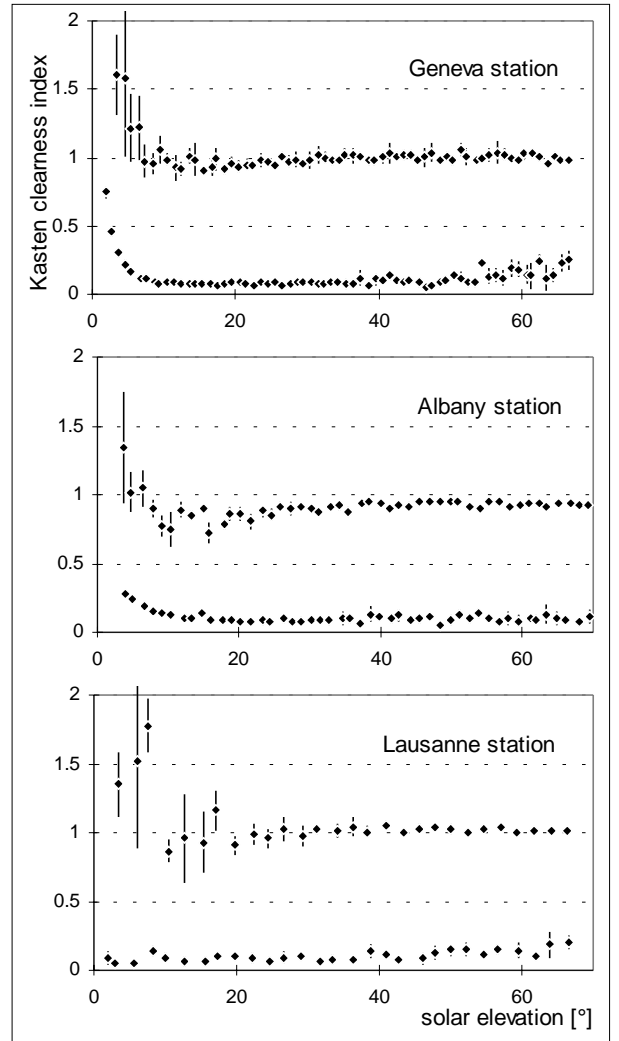 Kasten clearness index
2
Geneva station
1.5
1
0.5
0
0 20 40 60
2
Albany station
1.5
1
0.5
0
0 20 40 60
2
Lausanne station
1.5
1
0.5
0
0 20 40 60
solar elevation [°]